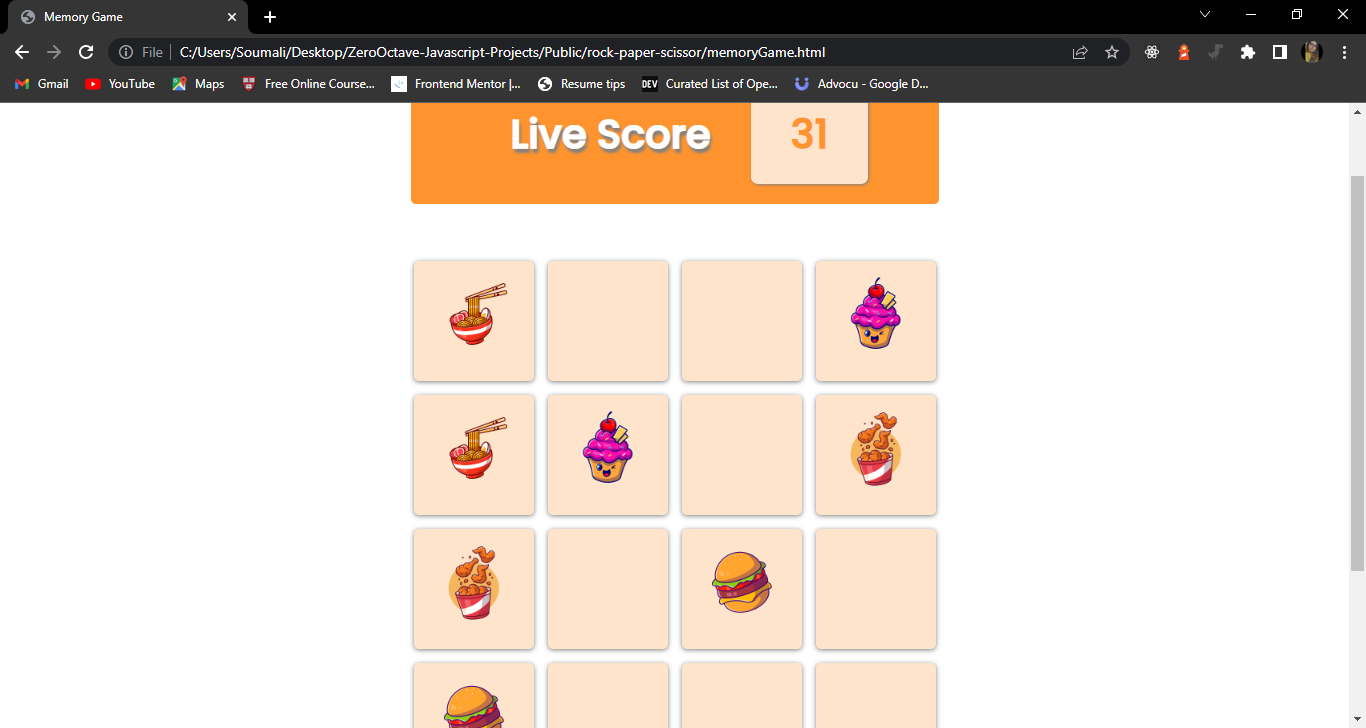 Memory Game
File C:/Users/Soumali/Desktop/ZeroOctave-Javascript-Projects/Public/rock-paper-scissor/memoryGame.html
Gmail YouTube Maps Free Online Course... Frontend Mentor |... Resume tips DEV Curated List of Ope... Advocu - Google D...
Live Score 31